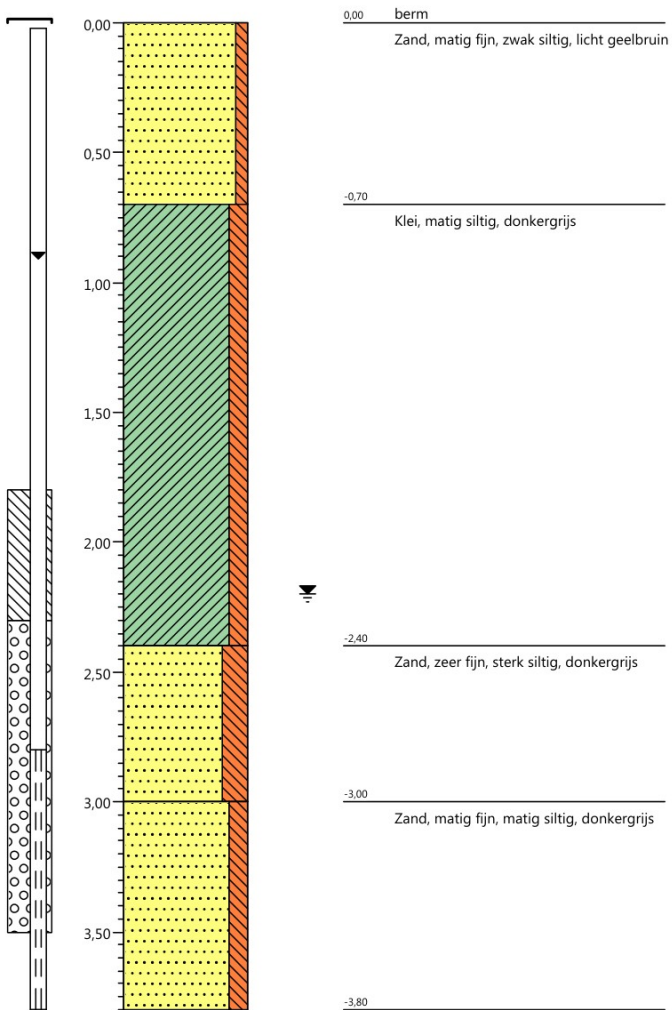 0,00
0,50
1,00
1,50
2,00
2,50
3,00
3,50
0,00 berm
Zand, matig fijn, zwak siltig, licht geelbruin
-0,70
Klei, matig siltig, donkergrijs
-2,40
Zand, zeer fijn, sterk siltig, donkergrijs
-3,00
Zand, matig fijn, matig siltig, donkergrijs
-3,80